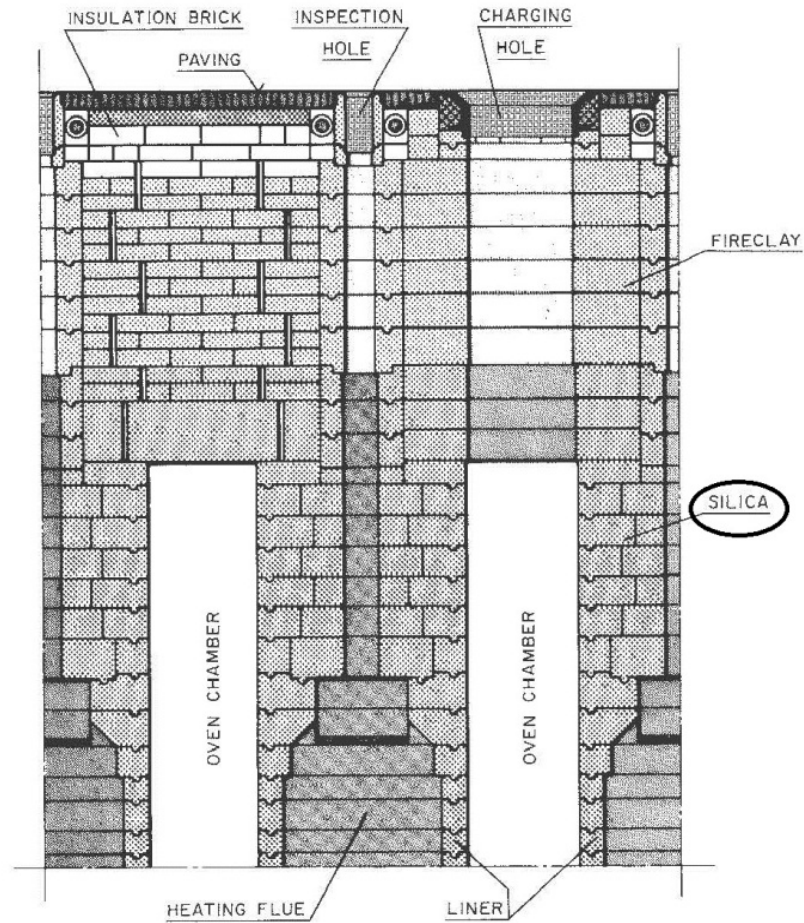 INSULATION BRICK
INSPECTION
HOLE
CHARGING
HOLE
PAVING
FIRECLAY
SILICA
OVEN CHAMBER
OVEN CHAMBER
HEATING FLUE
LINER